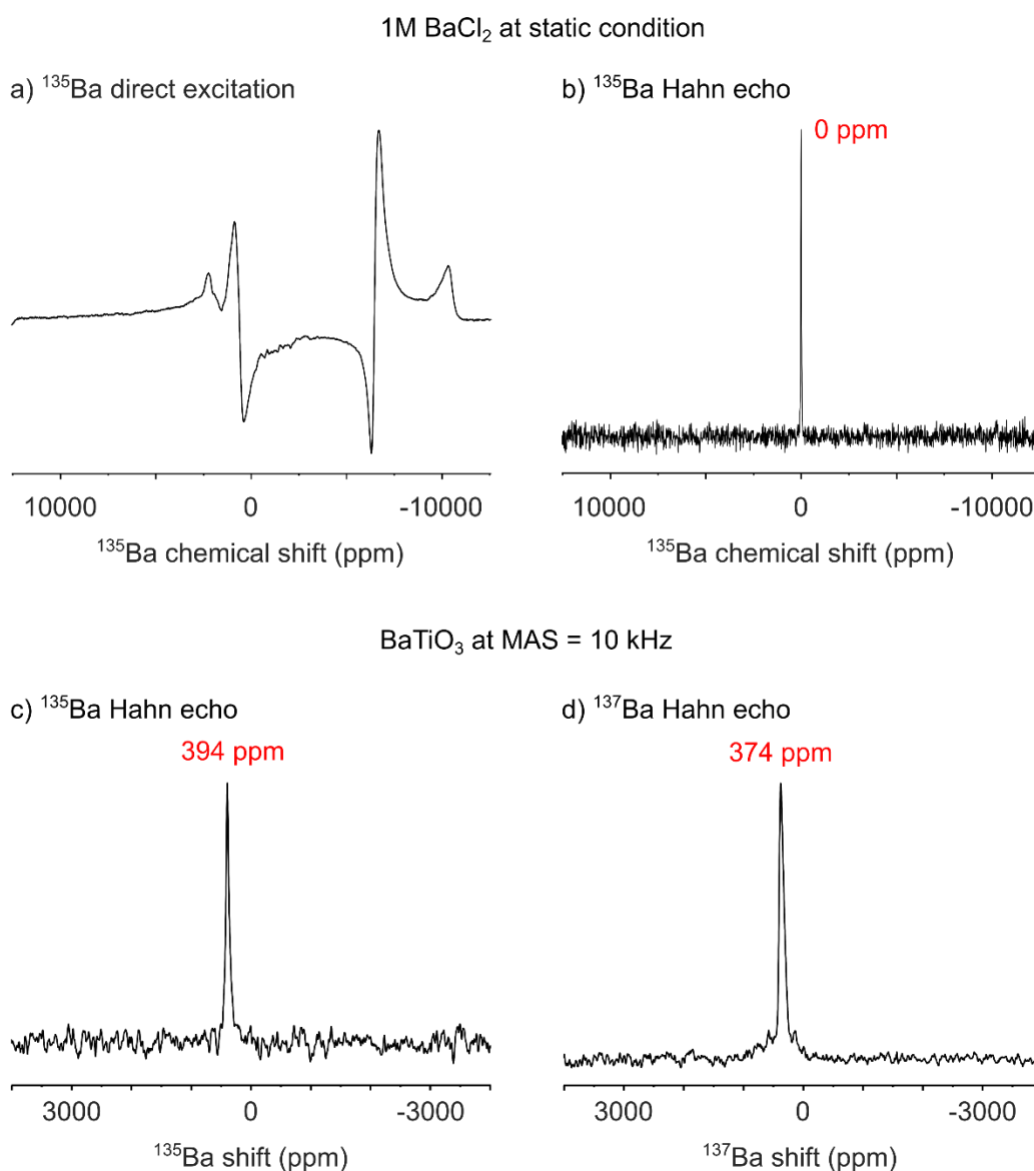 1M BaCl₂ at static condition
a) ¹³⁵Ba direct excitation
b) ¹³⁵Ba Hahn echo
0 ppm
10000 0 -10000
¹³⁵Ba chemical shift (ppm)
10000 0 -10000
¹³⁵Ba chemical shift (ppm)
BaTiO₃ at MAS = 10 kHz
c) ¹³⁵Ba Hahn echo
394 ppm
d) ¹³⁷Ba Hahn echo
374 ppm
3000 0 -3000
¹³⁵Ba shift (ppm)
3000 0 -3000
¹³⁷Ba shift (ppm)